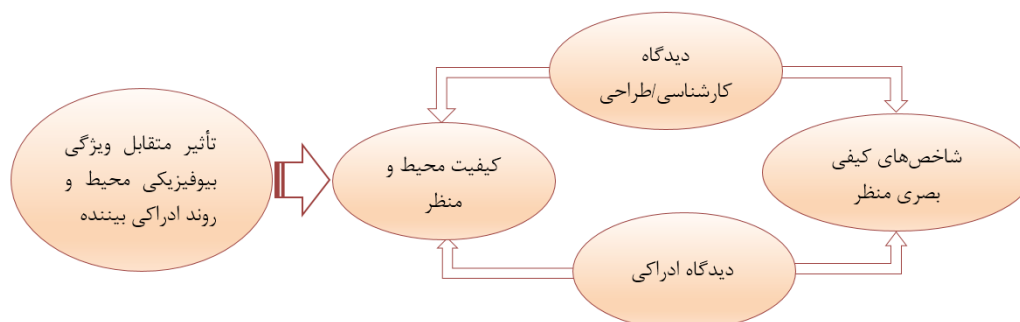 دیدگاه
کارشناسی/طراحی
تأثیر متقابل ویژگی
بیوفیزیکی محیط و
روند ادراکی بیننده
کیفیت محیط و
منظر
شاخص‌های کیفی
بصری منظر
دیدگاه ادراکی